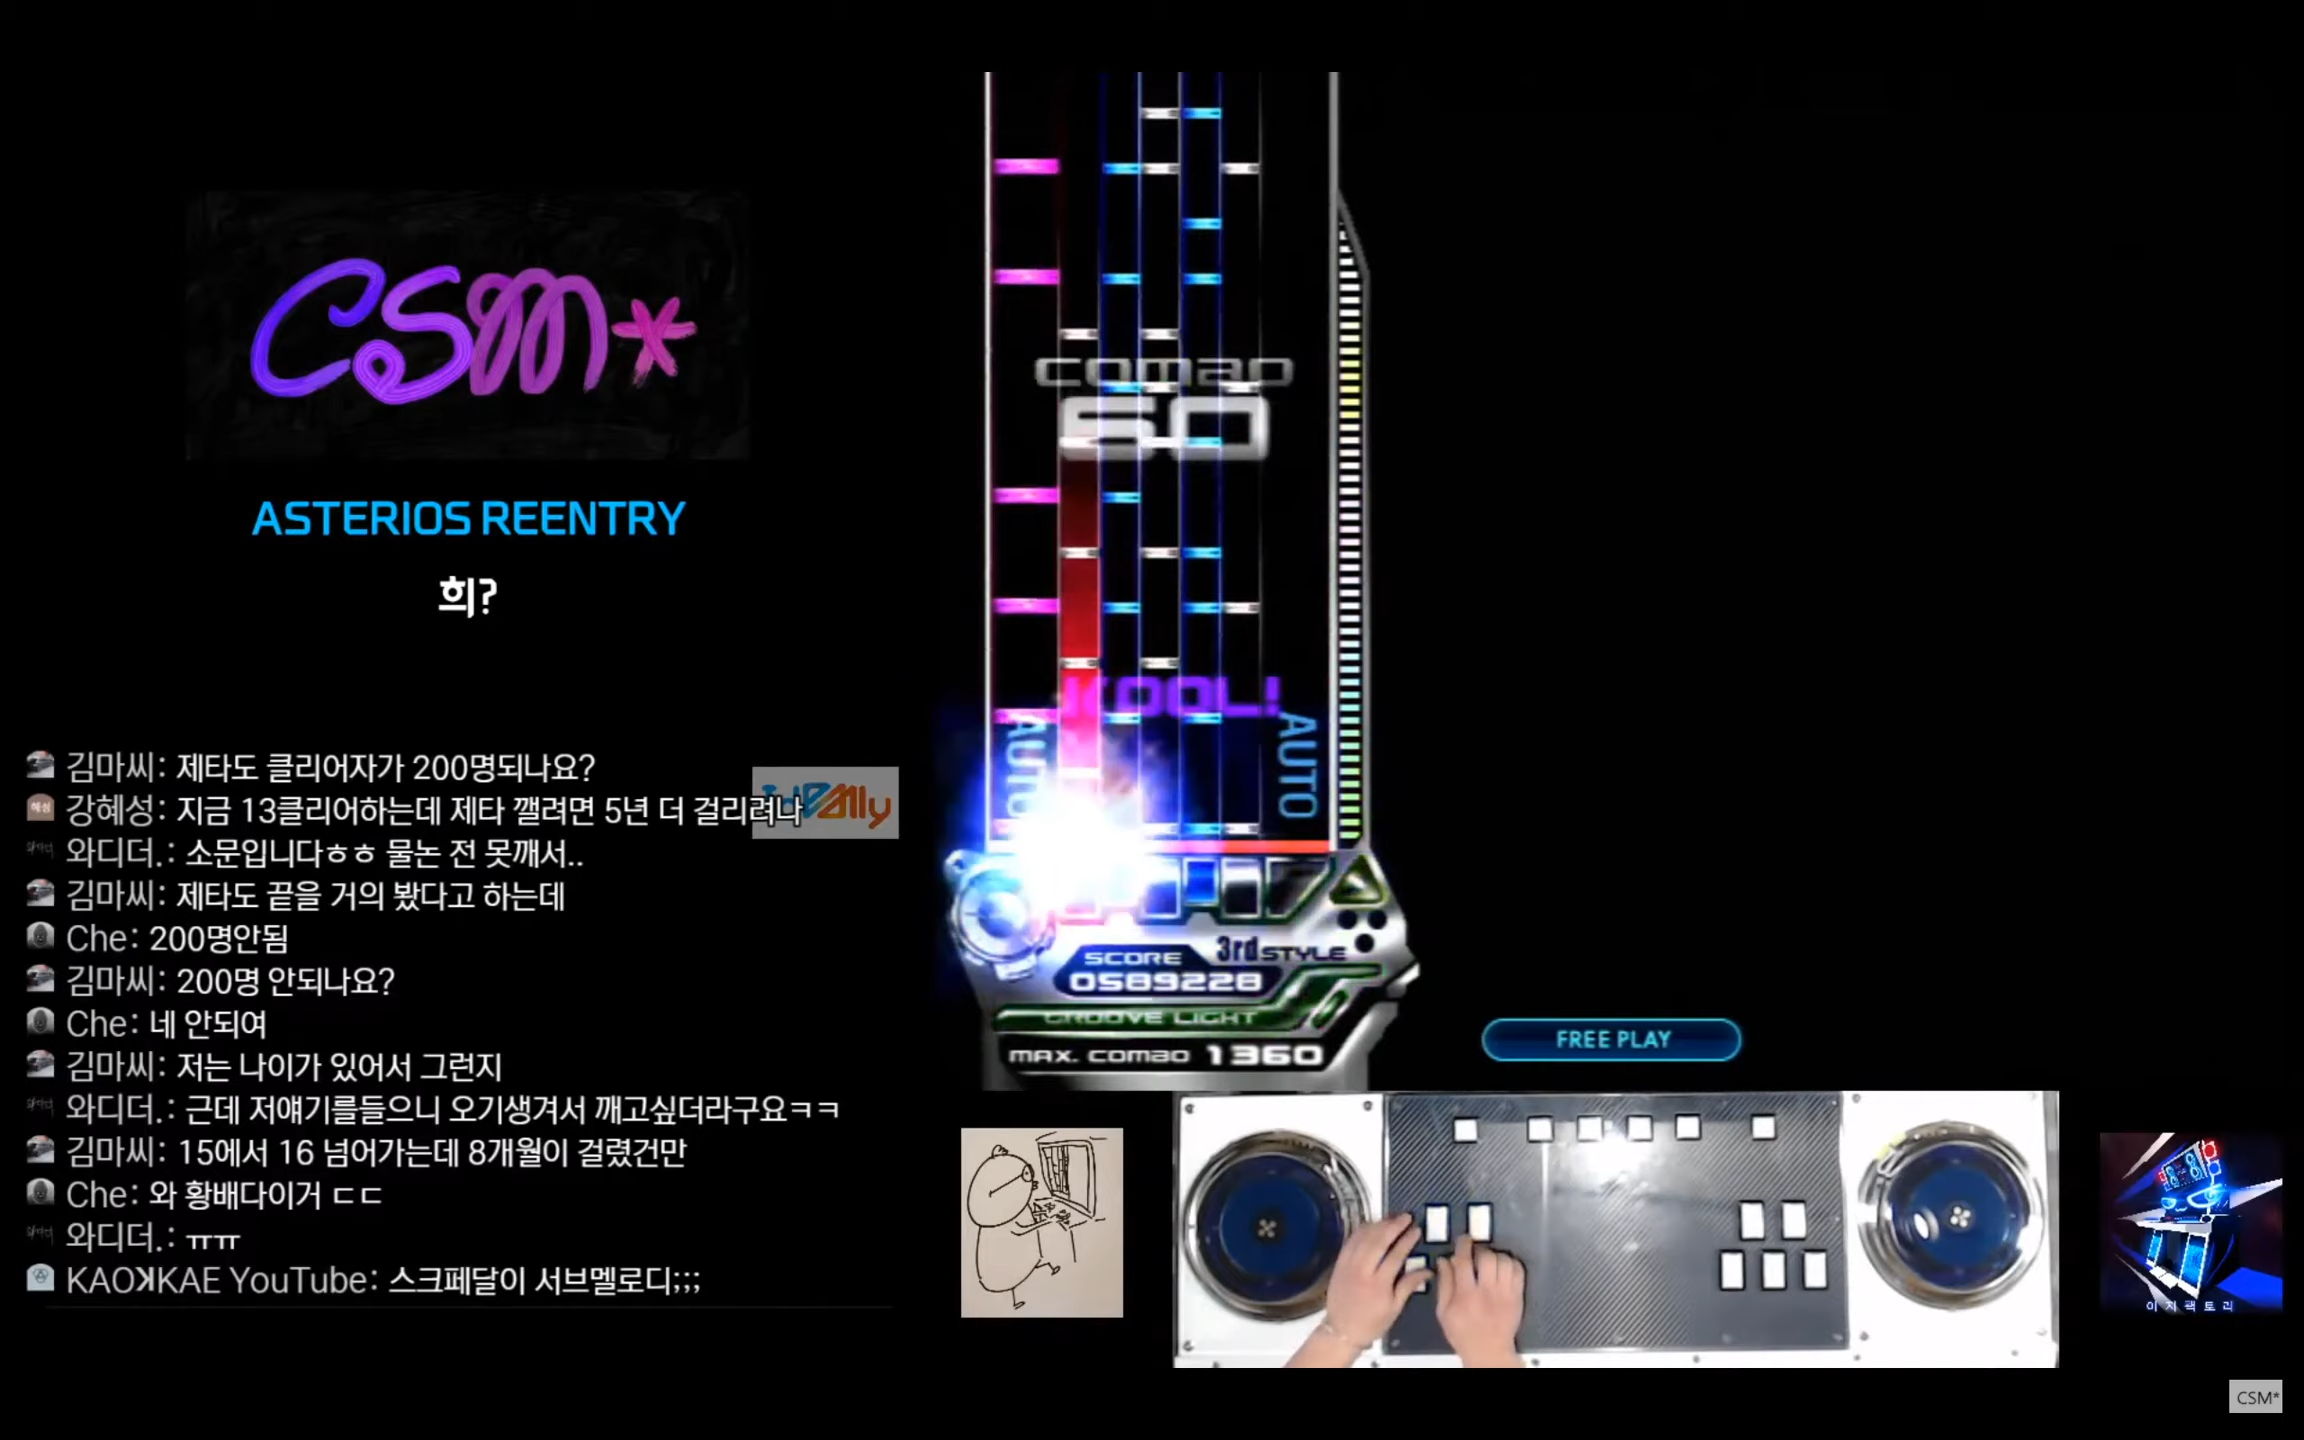 CSM*
ASTERIOS REENTRY
희?
김마씨: 제타도 클리어자가 200명되나요?
강혜성: 지금 13클리어하는데 제타 깰려면 5년 더 걸리려나
와디더.: 소문입니다ㅎㅎ 물논 전 못깨서..
김마씨: 제타도 끝을 거의 봤다고 하는데
Che: 200명안됨
김마씨: 200명 안되나요?
Che: 네 안되여
김마씨: 저는 나이가 있어서 그런지
와디더.: 근데 저얘기를들으니 오기생겨서 깨고싶더라구요ㅋㅋ
김마씨: 15에서 16 넘어가는데 8개월이 걸렸건만
Che: 와 황배다이거 ㄷㄷ
와디더.: ㅠㅠ
KAOꓘKAE YouTube: 스크페달이 서브멜로디;;;
COMBO
60
KOOL!
AUTO
AUTO
3rd STYLE
SCORE
0589228
GROOVE LIGHT
MAX. COMBO 1360
FREE PLAY
이지팩토리
CSM*